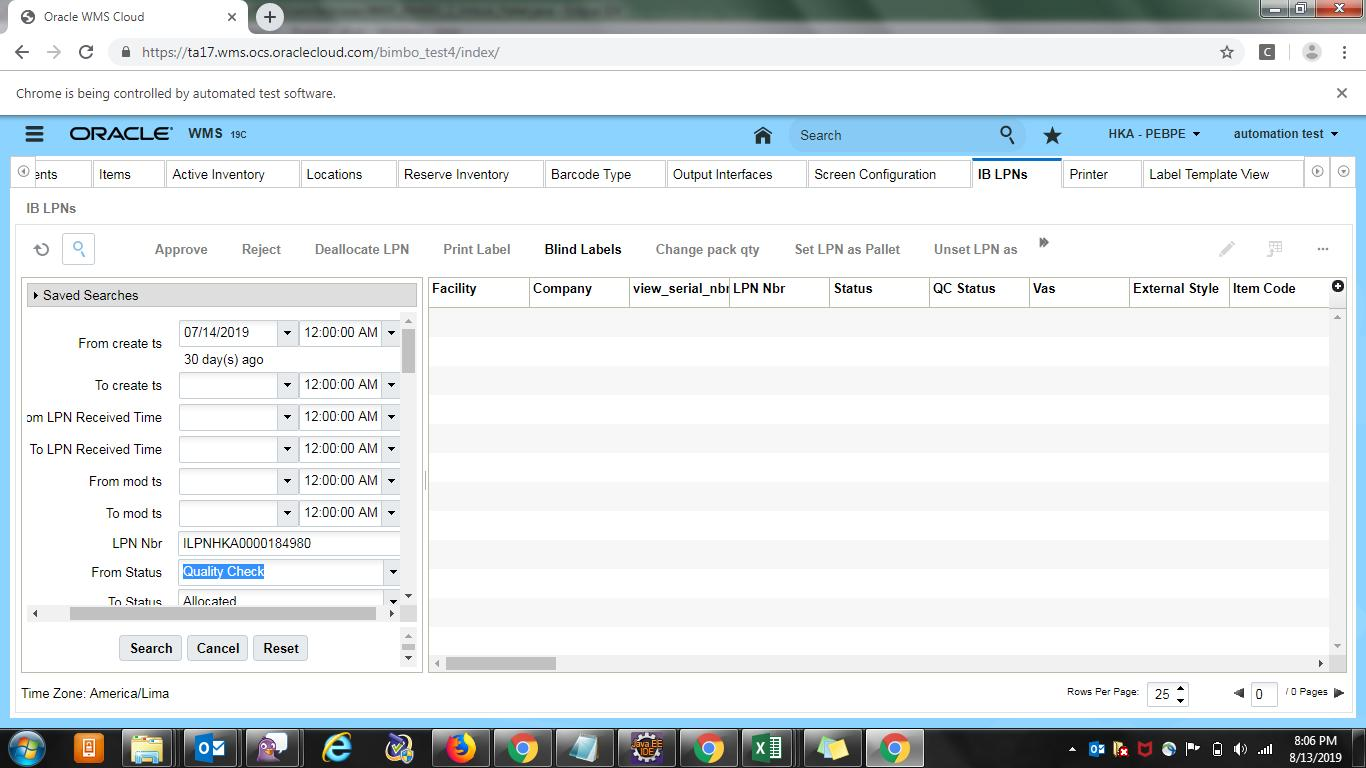 Oracle WMS Cloud
https://ta17.wms.ocs.oraclecloud.com/bimbo_test4/index/
C
Chrome is being controlled by automated test software.
ORACLE WMS 19C
Search
HKA - PEBPE
automation test
ents
Items
Active Inventory
Locations
Reserve Inventory
Barcode Type
Output Interfaces
Screen Configuration
IB LPNs
Printer
Label Template View
IB LPNs
Approve
Reject
Deallocate LPN
Print Label
Blind Labels
Change pack qty
Set LPN as Pallet
Unset LPN as
Saved Searches
From create ts 07/14/2019 12:00:00 AM
30 day(s) ago
To create ts 12:00:00 AM
om LPN Received Time 12:00:00 AM
To LPN Received Time 12:00:00 AM
From mod ts 12:00:00 AM
To mod ts 12:00:00 AM
LPN Nbr ILPNHKA0000184980
From Status Quality Check
To Status Allocated
Search Cancel Reset
Facility
Company
view_serial_nbr
LPN Nbr
Status
QC Status
Vas
External Style
Item Code
Time Zone: America/Lima
Rows Per Page: 25
0 / 0 Pages
Java EE
IDE
8:06 PM
8/13/2019